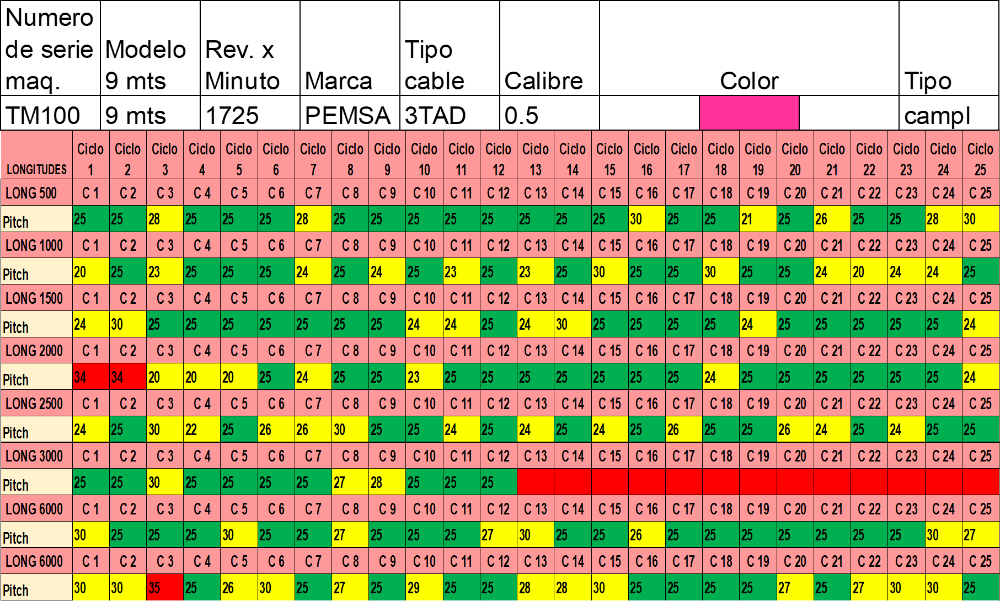 Numero de serie maq. Modelo 9 mts Rev. x Minuto Marca Tipo cable Calibre Color Tipo
TM100 9 mts 1725 PEMSA 3TAD 0.5 campl
LONGITUDES Ciclo 1 Ciclo 2 Ciclo 3 Ciclo 4 Ciclo 5 Ciclo 6 Ciclo 7 Ciclo 8 Ciclo 9 Ciclo 10 Ciclo 11 Ciclo 12 Ciclo 13 Ciclo 14 Ciclo 15 Ciclo 16 Ciclo 17 Ciclo 18 Ciclo 19 Ciclo 20 Ciclo 21 Ciclo 22 Ciclo 23 Ciclo 24 Ciclo 25
LONG 500 C 1 C 2 C 3 C 4 C 5 C 6 C 7 C 8 C 9 C 10 C 11 C 12 C 13 C 14 C 15 C 16 C 17 C 18 C 19 C 20 C 21 C 22 C 23 C 24 C 25
Pitch 25 25 28 25 25 25 28 25 25 25 25 25 25 25 25 30 25 25 21 25 26 25 25 28 30
LONG 1000 C 1 C 2 C 3 C 4 C 5 C 6 C 7 C 8 C 9 C 10 C 11 C 12 C 13 C 14 C 15 C 16 C 17 C 18 C 19 C 20 C 21 C 22 C 23 C 24 C 25
Pitch 20 25 23 25 25 25 24 25 24 25 23 25 23 25 30 25 25 30 25 25 24 20 24 24 25
LONG 1500 C 1 C 2 C 3 C 4 C 5 C 6 C 7 C 8 C 9 C 10 C 11 C 12 C 13 C 14 C 15 C 16 C 17 C 18 C 19 C 20 C 21 C 22 C 23 C 24 C 25
Pitch 24 30 25 25 25 25 25 25 25 24 24 25 24 30 25 25 25 25 24 25 25 25 25 25 24
LONG 2000 C 1 C 2 C 3 C 4 C 5 C 6 C 7 C 8 C 9 C 10 C 11 C 12 C 13 C 14 C 15 C 16 C 17 C 18 C 19 C 20 C 21 C 22 C 23 C 24 C 25
Pitch 34 34 20 20 20 25 24 25 25 23 25 25 25 25 25 25 25 24 25 25 25 25 25 25 24
LONG 2500 C 1 C 2 C 3 C 4 C 5 C 6 C 7 C 8 C 9 C 10 C 11 C 12 C 13 C 14 C 15 C 16 C 17 C 18 C 19 C 20 C 21 C 22 C 23 C 24 C 25
Pitch 24 25 30 22 25 26 26 30 25 25 24 25 24 25 24 25 26 25 25 26 24 25 24 25 25
LONG 3000 C 1 C 2 C 3 C 4 C 5 C 6 C 7 C 8 C 9 C 10 C 11 C 12 C 13 C 14 C 15 C 16 C 17 C 18 C 19 C 20 C 21 C 22 C 23 C 24 C 25
Pitch 25 25 30 25 25 25 25 27 28 25 25 25
LONG 6000 C 1 C 2 C 3 C 4 C 5 C 6 C 7 C 8 C 9 C 10 C 11 C 12 C 13 C 14 C 15 C 16 C 17 C 18 C 19 C 20 C 21 C 22 C 23 C 24 C 25
Pitch 30 25 25 25 30 25 25 27 25 25 25 27 30 25 25 26 25 25 25 25 25 25 25 30 27
LONG 6000 C 1 C 2 C 3 C 4 C 5 C 6 C 7 C 8 C 9 C 10 C 11 C 12 C 13 C 14 C 15 C 16 C 17 C 18 C 19 C 20 C 21 C 22 C 23 C 24 C 25
Pitch 30 30 35 25 26 30 25 27 25 29 25 25 28 28 30 25 25 25 25 27 25 27 30 30 25